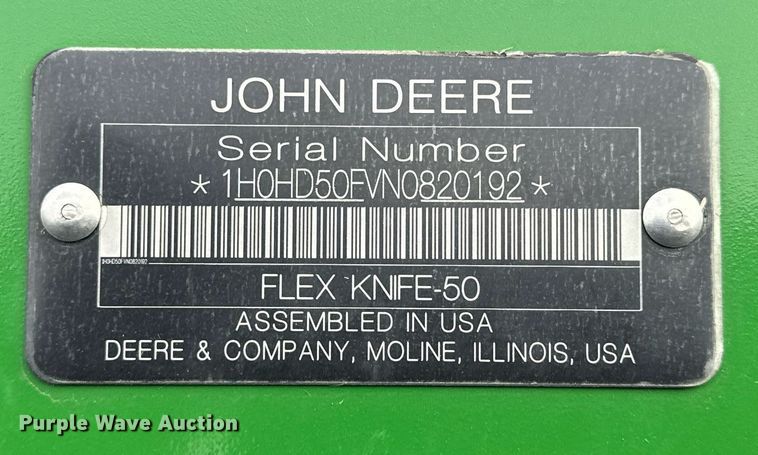 JOHN DEERE
Serial Number
*1H0HD50FVN0820192*
1H0HD50FVN0820192
FLEX KNIFE-50
ASSEMBLED IN USA
DEERE & COMPANY, MOLINE, ILLINOIS, USA
Purple Wave Auction